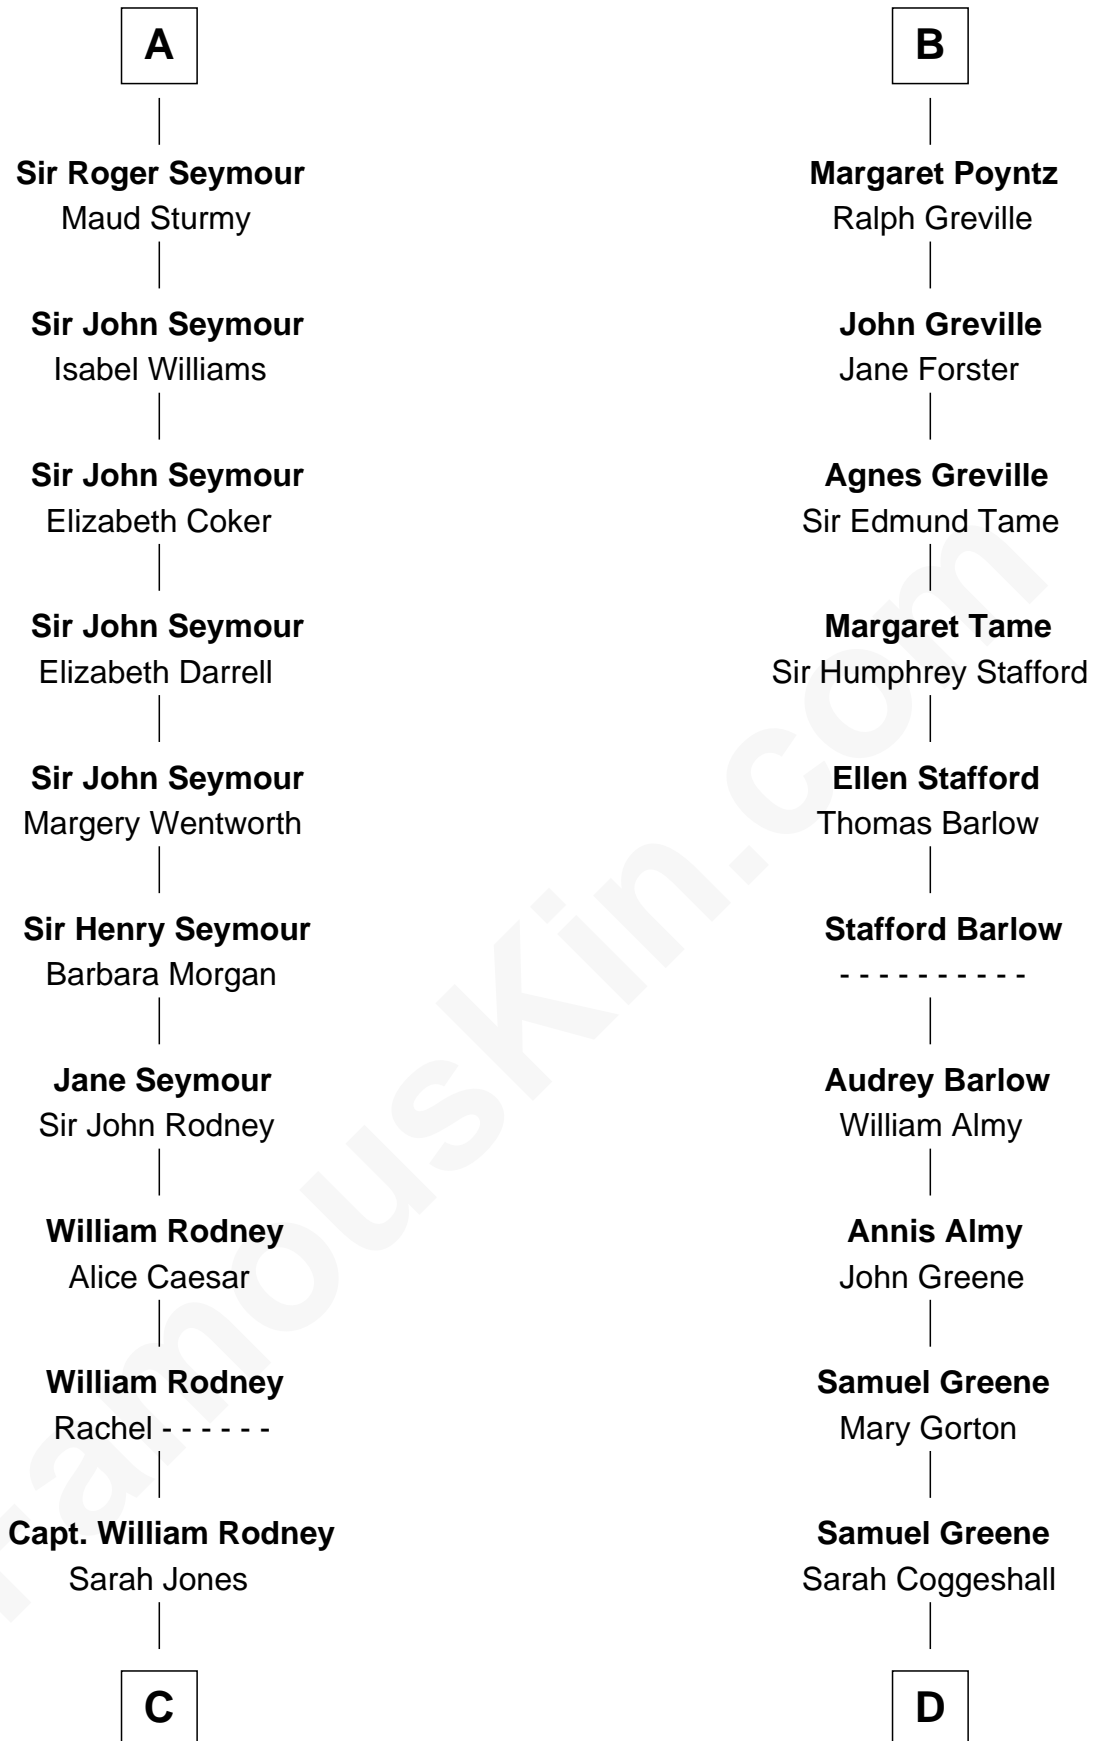 A
Sir Roger Seymour
Maud Sturmy
Sir John Seymour
Isabel Williams
Sir John Seymour
Elizabeth Coker
Sir John Seymour
Elizabeth Darrell
Sir John Seymour
Margery Wentworth
Sir Henry Seymour
Barbara Morgan
Jane Seymour
Sir John Rodney
William Rodney
Alice Caesar
William Rodney
Rachel - - - - - -
Capt. William Rodney
Sarah Jones
C
B
Margaret Poyntz
Ralph Greville
John Greville
Jane Forster
Agnes Greville
Sir Edmund Tame
Margaret Tame
Sir Humphrey Stafford
Ellen Stafford
Thomas Barlow
Stafford Barlow
- - - - - - - - - -
Audrey Barlow
William Almy
Annis Almy
John Greene
Samuel Greene
Mary Gorton
Samuel Greene
Sarah Coggeshall
D
FamousKin.com